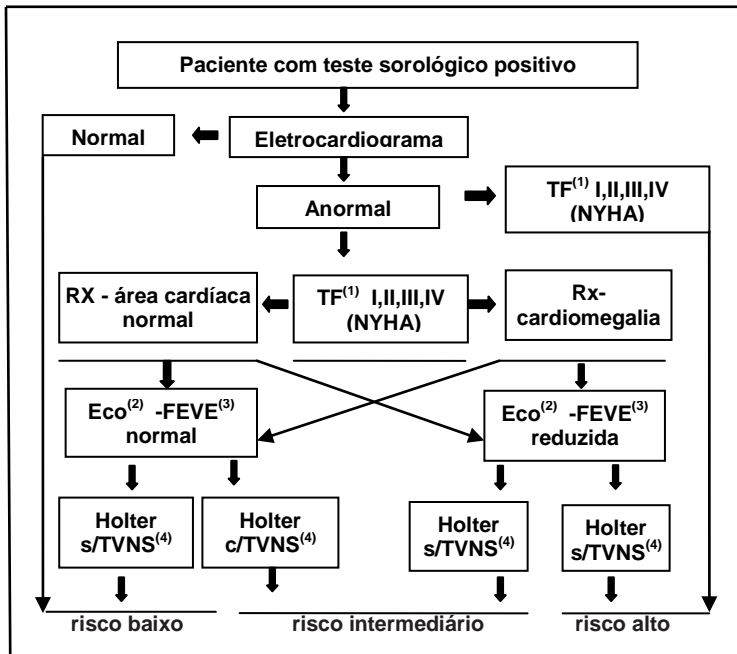 Paciente com teste sorológico positivo
Normal
Eletrocardiograma
Anormal
TF(1) I,II,III,IV
(NYHA)
RX - área cardíaca
normal
TF(1) I,II,III,IV
(NYHA)
Rx-
cardiomegalia
Eco(2) -FEVE(3)
normal
Eco(2) -FEVE(3)
reduzida
Holter
s/TVNS(4)
Holter
c/TVNS(4)
Holter
s/TVNS(4)
Holter
s/TVNS(4)
risco baixo
risco intermediário
risco alto